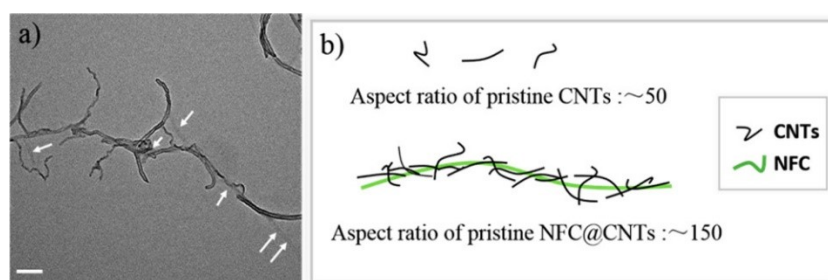 a)
b)
Aspect ratio of pristine CNTs :~50
CNTs
NFC
Aspect ratio of pristine NFC@CNTs :~150